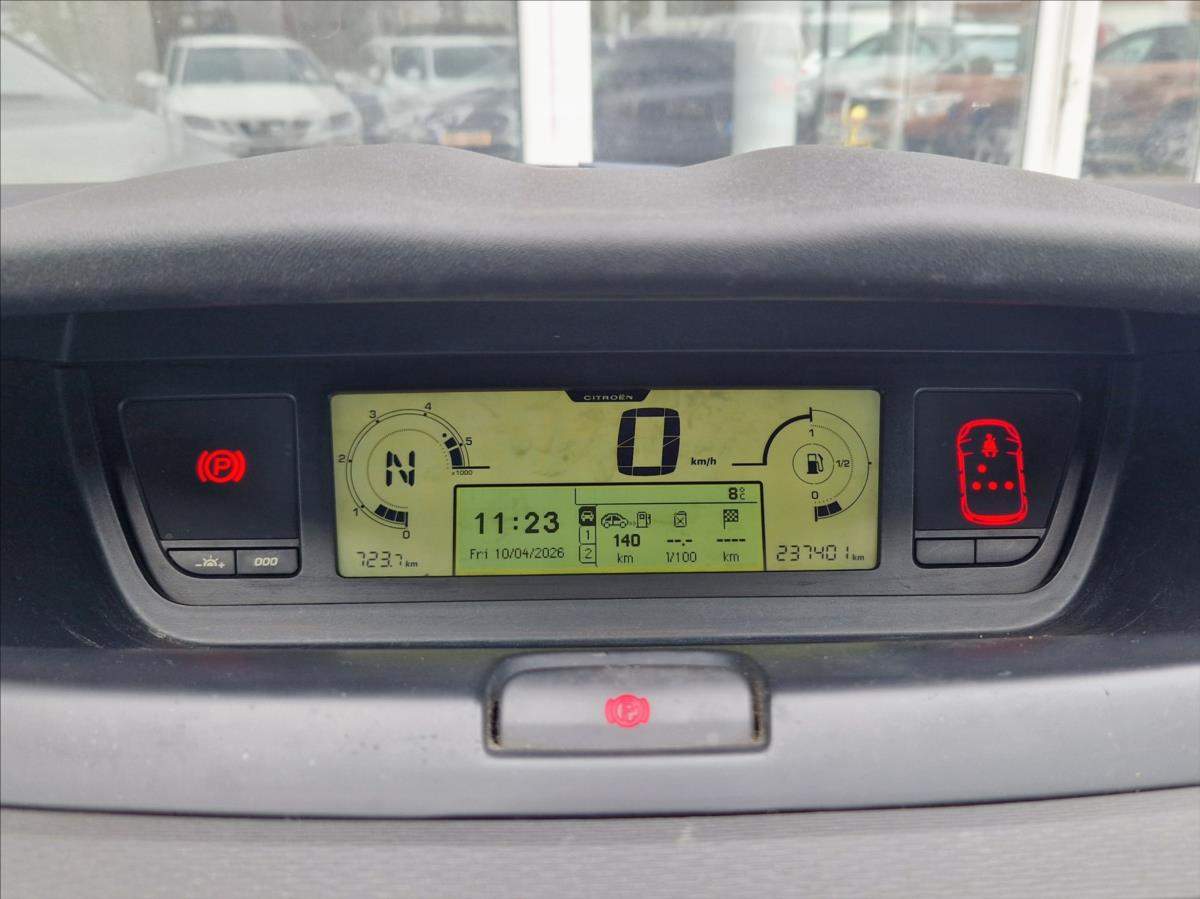 CITROËN
3
4
2
5
x1000
1
0
N
0
km/h
1
1/2
0
8°C
11:23
Fri 10/04/2026
1
2
140
km
--.-
1/100
----
km
723.7 km
237401 km
P
- +
000
P